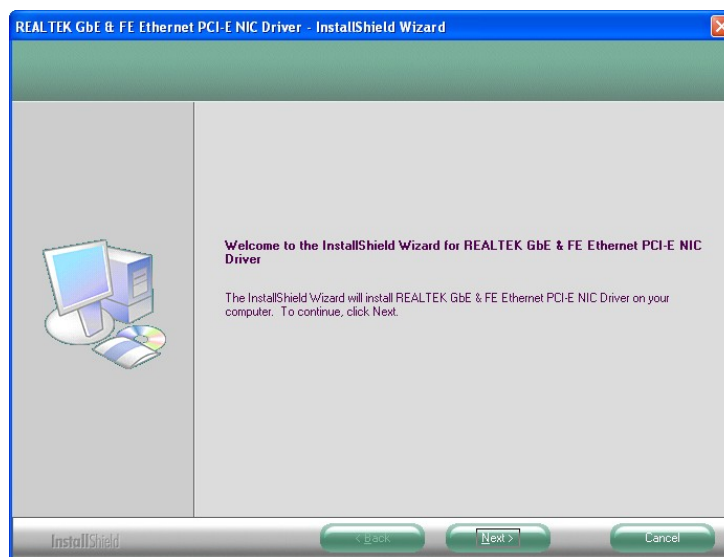 REALTEK GbE & FE Ethernet PCI-E NIC Driver - InstallShield Wizard
Welcome to the InstallShield Wizard for REALTEK GbE & FE Ethernet PCI-E NIC
Driver
The InstallShield Wizard will install REALTEK GbE & FE Ethernet PCI-E NIC Driver on your
computer. To continue, click Next.
InstallShield
< Back
Next >
Cancel